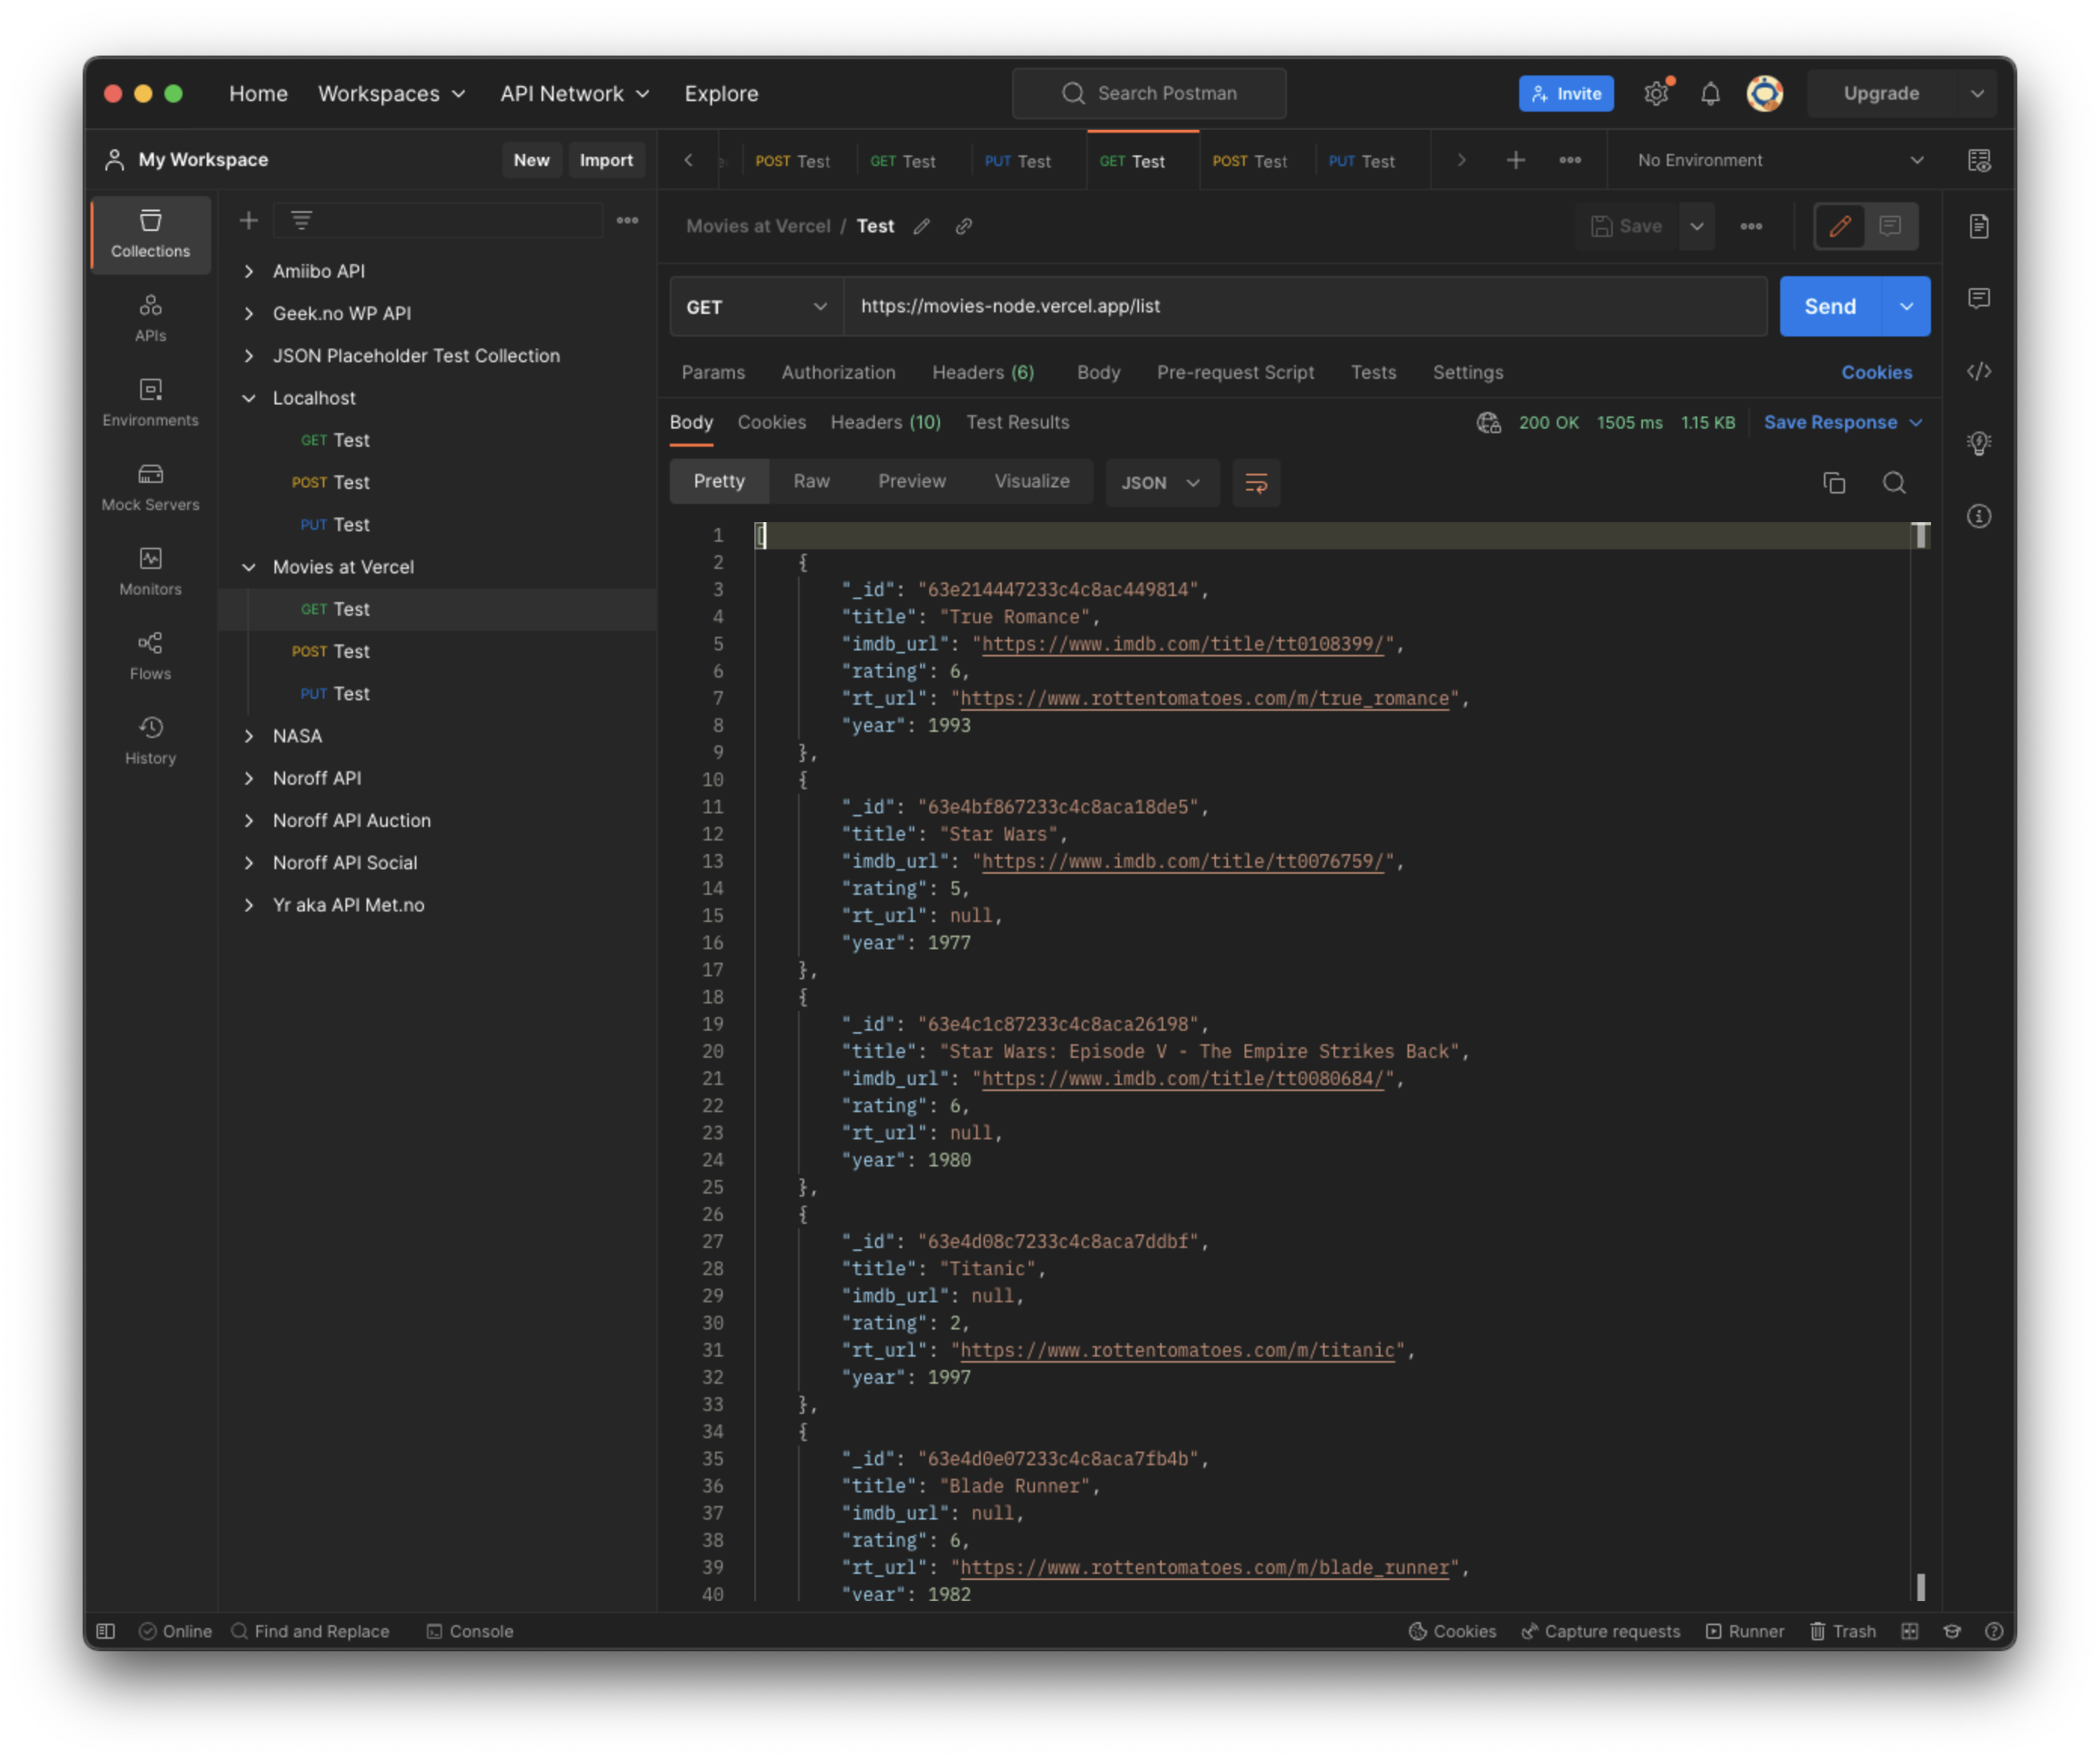 Home Workspaces API Network Explore Search Postman Invite Upgrade
My Workspace New Import
POST Test GET Test PUT Test GET Test POST Test PUT Test No Environment
Collections
APIs
Environments
Mock Servers
Monitors
Flows
History
Amiibo API
Geek.no WP API
JSON Placeholder Test Collection
Localhost
GET Test
POST Test
PUT Test
Movies at Vercel
GET Test
POST Test
PUT Test
NASA
Noroff API
Noroff API Auction
Noroff API Social
Yr aka API Met.no
Movies at Vercel / Test Save
GET https://movies-node.vercel.app/list Send
Params Authorization Headers (6) Body Pre-request Script Tests Settings Cookies
Body Cookies Headers (10) Test Results 200 OK 1505 ms 1.15 KB Save Response
Pretty Raw Preview Visualize JSON
1 [
2 {
3 "_id": "63e214447233c4c8ac449814",
4 "title": "True Romance",
5 "imdb_url": "https://www.imdb.com/title/tt0108399/",
6 "rating": 6,
7 "rt_url": "https://www.rottentomatoes.com/m/true_romance",
8 "year": 1993
9 },
10 {
11 "_id": "63e4bf867233c4c8aca18de5",
12 "title": "Star Wars",
13 "imdb_url": "https://www.imdb.com/title/tt0076759/",
14 "rating": 5,
15 "rt_url": null,
16 "year": 1977
17 },
18 {
19 "_id": "63e4c1c87233c4c8aca26198",
20 "title": "Star Wars: Episode V - The Empire Strikes Back",
21 "imdb_url": "https://www.imdb.com/title/tt0080684/",
22 "rating": 6,
23 "rt_url": null,
24 "year": 1980
25 },
26 {
27 "_id": "63e4d08c7233c4c8aca7ddbf",
28 "title": "Titanic",
29 "imdb_url": null,
30 "rating": 2,
31 "rt_url": "https://www.rottentomatoes.com/m/titanic",
32 "year": 1997
33 },
34 {
35 "_id": "63e4d0e07233c4c8aca7fb4b",
36 "title": "Blade Runner",
37 "imdb_url": null,
38 "rating": 6,
39 "rt_url": "https://www.rottentomatoes.com/m/blade_runner",
40 "year": 1982
Online Find and Replace Console Cookies Capture requests Runner Trash